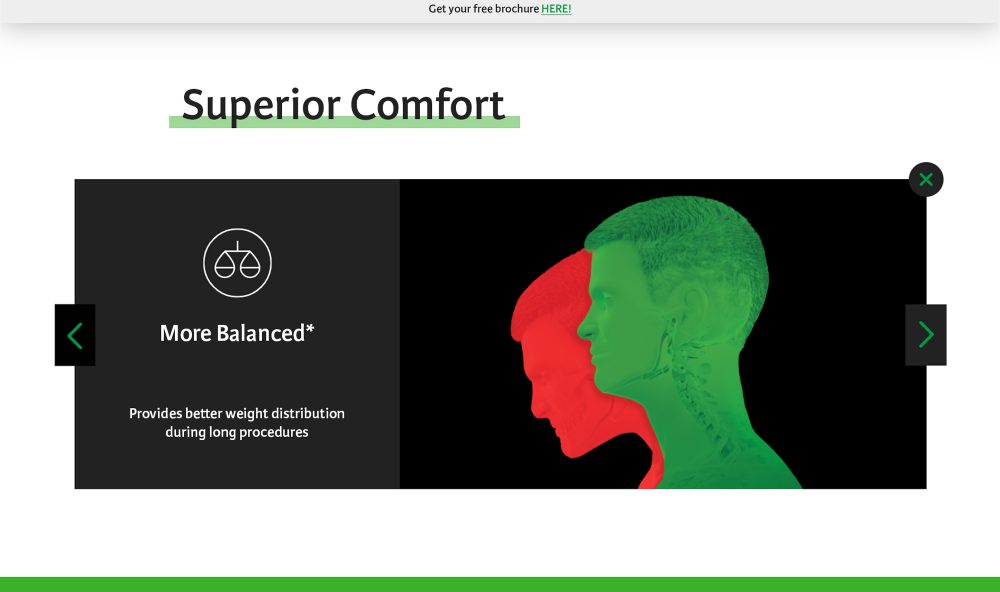 Get your free brochure HERE!
Superior Comfort
More Balanced*
Provides better weight distribution
during long procedures